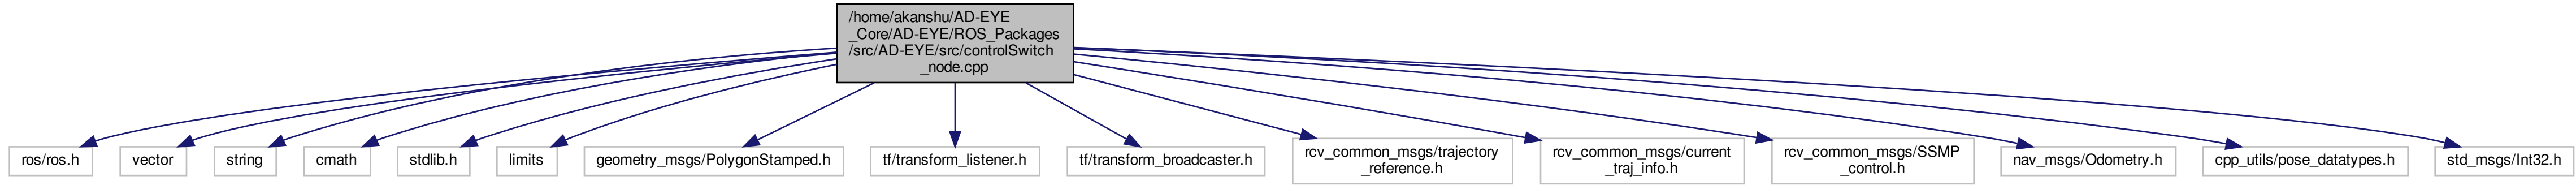 /home/akanshu/AD-EYE
_Core/AD-EYE/ROS_Packages
/src/AD-EYE/src/controlSwitch
_node.cpp
ros/ros.h
vector
string
cmath
stdlib.h
limits
geometry_msgs/PolygonStamped.h
tf/transform_listener.h
tf/transform_broadcaster.h
rcv_common_msgs/trajectory
_reference.h
rcv_common_msgs/current
_traj_info.h
rcv_common_msgs/SSMP
_control.h
nav_msgs/Odometry.h
cpp_utils/pose_datatypes.h
std_msgs/Int32.h